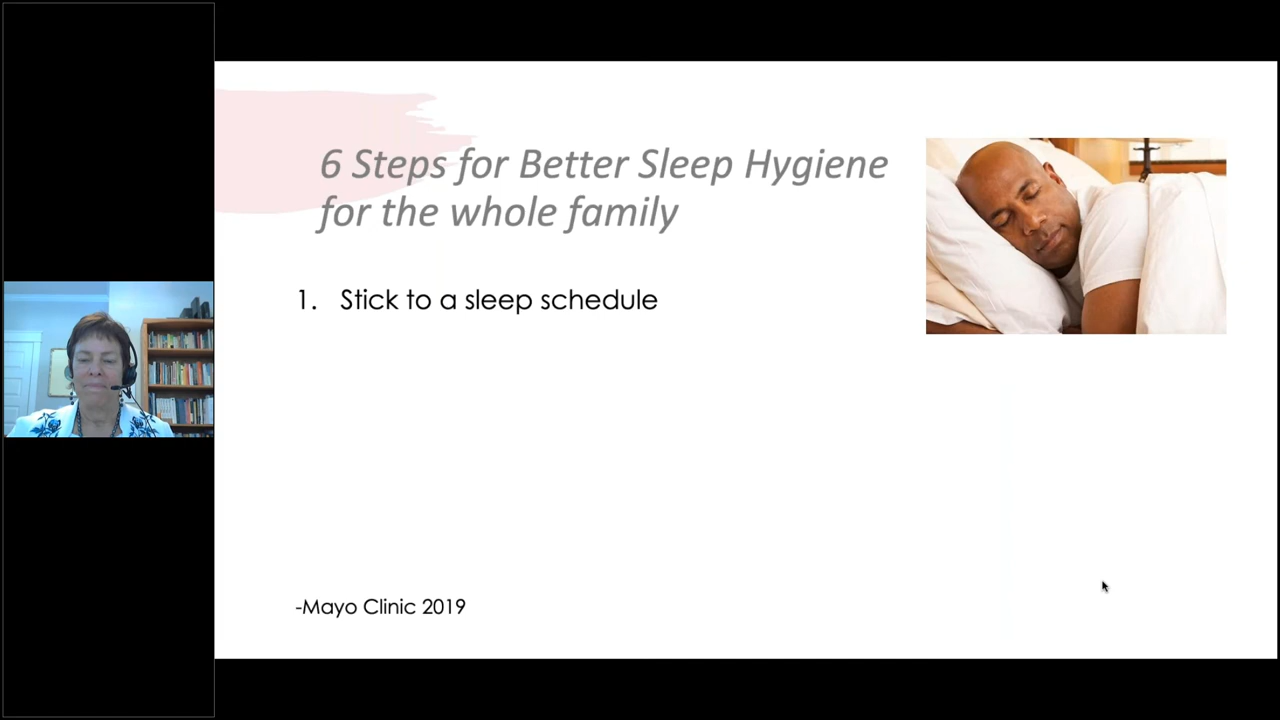 6 Steps for Better Sleep Hygiene
for the whole family
1. Stick to a sleep schedule
-Mayo Clinic 2019